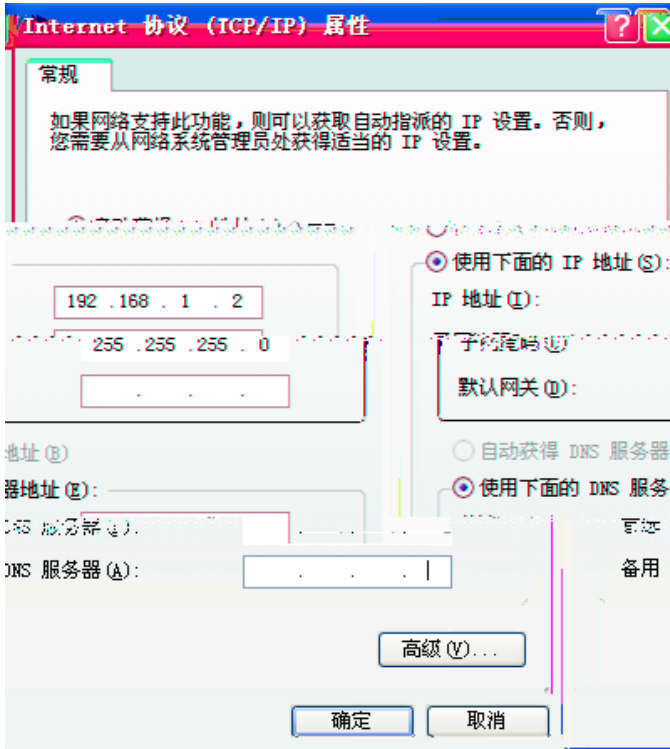 Internet 协议 (TCP/IP) 属性
常规
如果网络支持此功能，则可以获取自动指派的 IP 设置。否则，
您需要从网络系统管理员处获得适当的 IP 设置。
使用下面的 IP 地址(S):
192 .168 . 1 . 2
IP 地址(I):
255 .255 .255 . 0
默认网关(D):
地址(B)
自动获得 DNS 服务器
器地址(E):
使用下面的 DNS 服务
DNS 服务器(A):
备用
高级(V)...
确定
取消